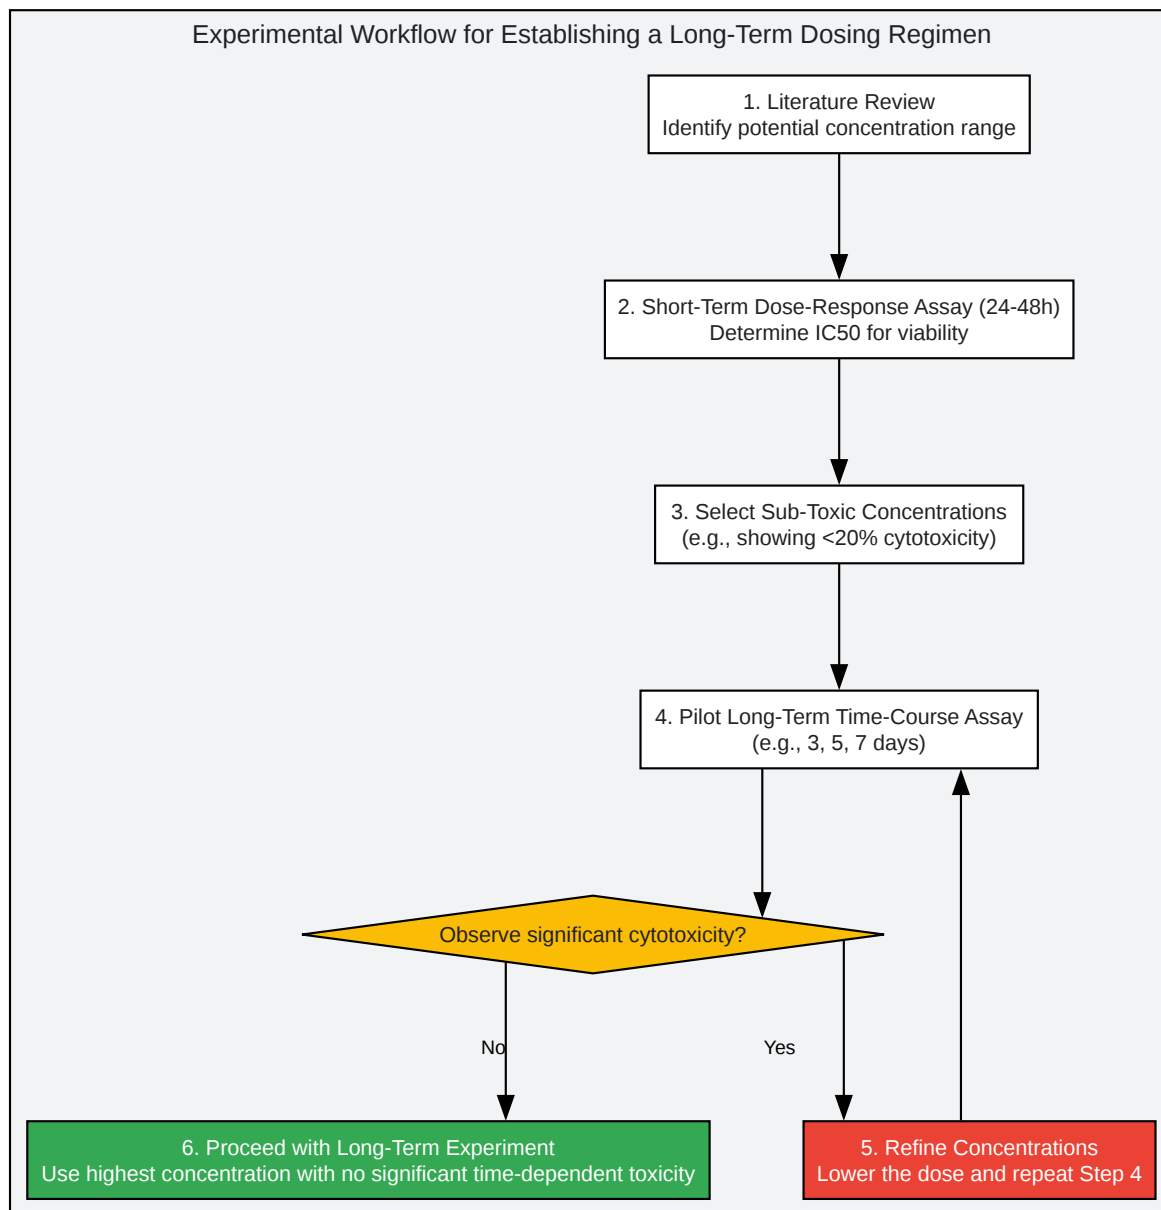 Experimental Workflow for Establishing a Long-Term Dosing Regimen
1. Literature Review
Identify potential concentration range
2. Short-Term Dose-Response Assay (24-48h)
Determine IC50 for viability
3. Select Sub-Toxic Concentrations
(e.g., showing <20% cytotoxicity)
4. Pilot Long-Term Time-Course Assay
(e.g., 3, 5, 7 days)
Observe significant cytotoxicity?
No
Yes
6. Proceed with Long-Term Experiment
Use highest concentration with no significant time-dependent toxicity
5. Refine Concentrations
Lower the dose and repeat Step 4